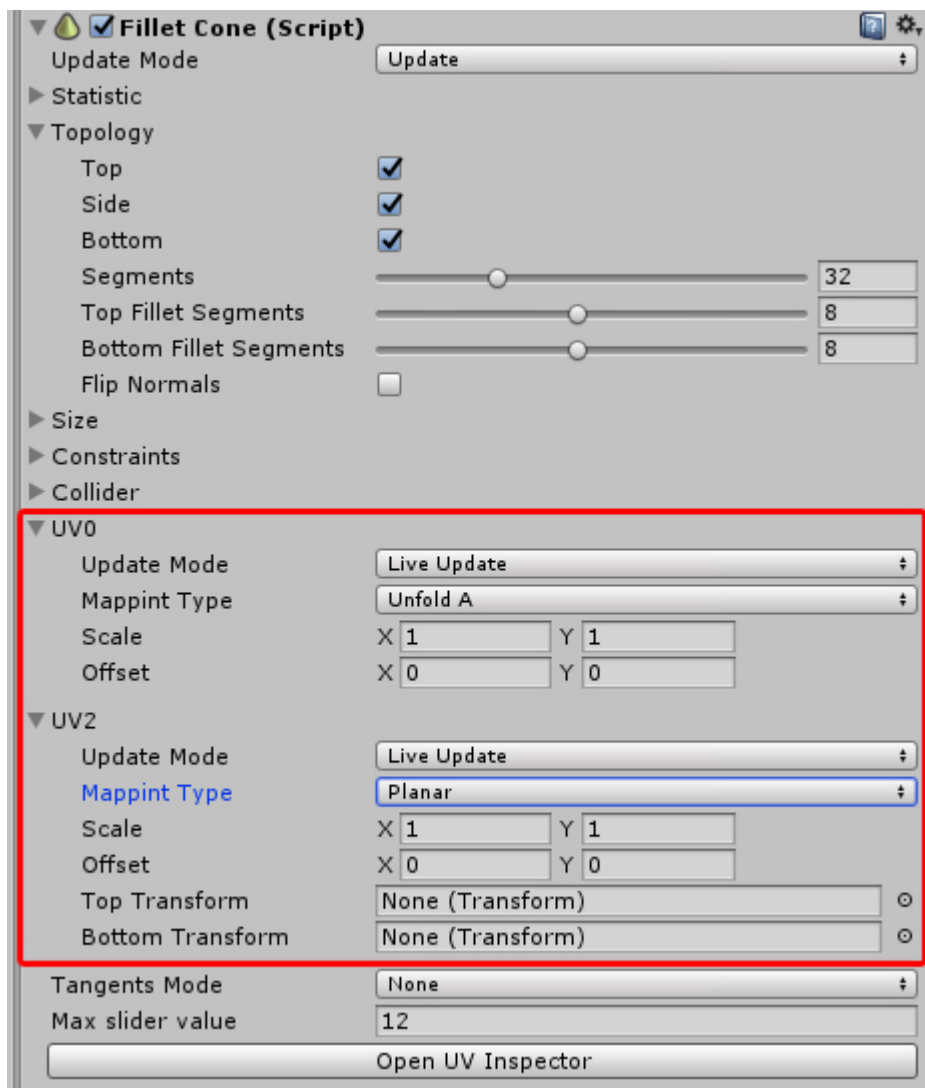 Fillet Cone (Script)
Update Mode Update
Statistic
Topology
Top
Side
Bottom
Segments 32
Top Fillet Segments 8
Bottom Fillet Segments 8
Flip Normals
Size
Constraints
Collider
UV0
Update Mode Live Update
Mappint Type Unfold A
Scale X 1 Y 1
Offset X 0 Y 0
UV2
Update Mode Live Update
Mappint Type Planar
Scale X 1 Y 1
Offset X 0 Y 0
Top Transform None (Transform)
Bottom Transform None (Transform)
Tangents Mode None
Max slider value 12
Open UV Inspector